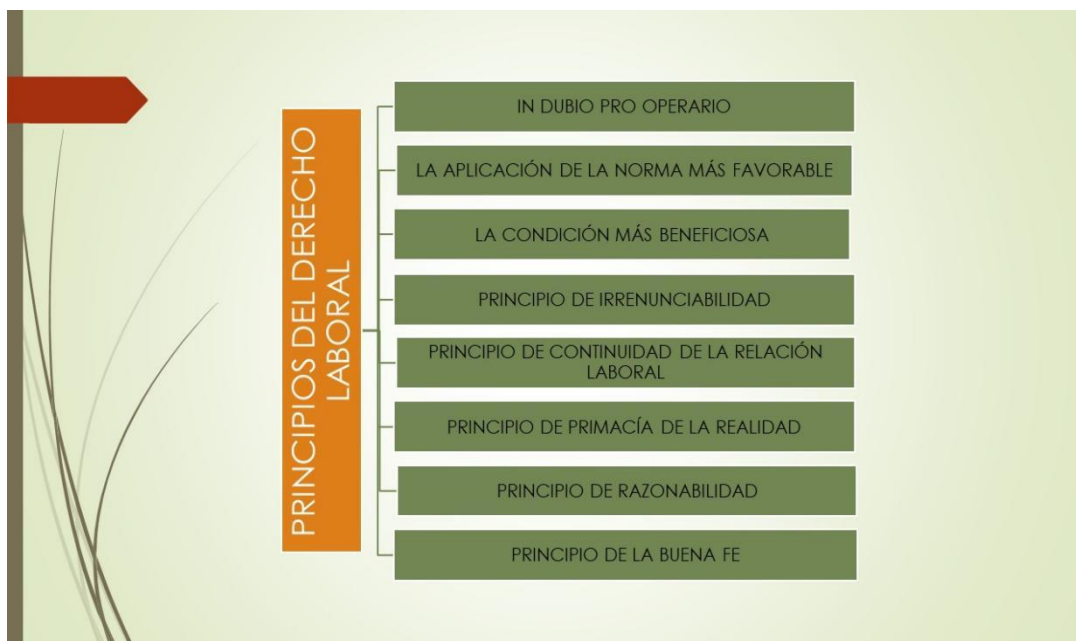 PRINCIPIOS DEL DERECHO
LABORAL
IN DUBIO PRO OPERARIO
LA APLICACIÓN DE LA NORMA MÁS FAVORABLE
LA CONDICIÓN MÁS BENEFICIOSA
PRINCIPIO DE IRRENUNCIABILIDAD
PRINCIPIO DE CONTINUIDAD DE LA RELACIÓN
LABORAL
PRINCIPIO DE PRIMACÍA DE LA REALIDAD
PRINCIPIO DE RAZONABILIDAD
PRINCIPIO DE LA BUENA FE